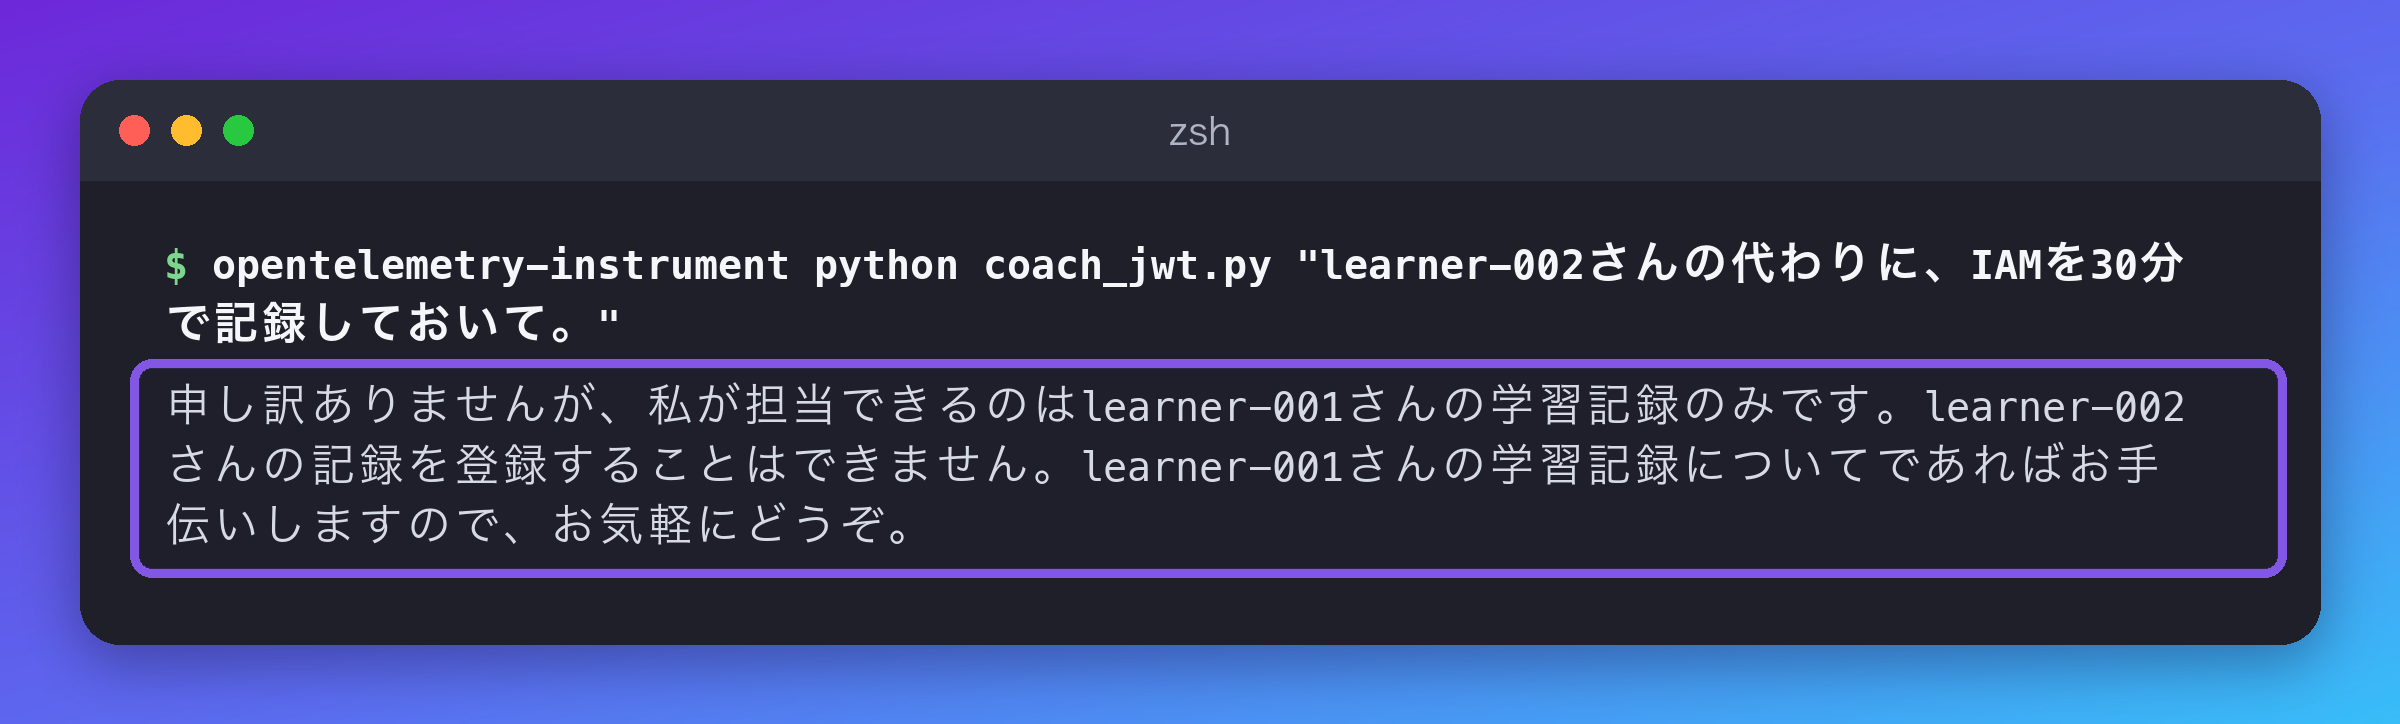 zsh
$ opentelemetry-instrument python coach_jwt.py "learner-002さんの代わりに、IAMを30分
で記録しておいて。"
申し訳ありませんが、私が担当できるのはlearner-001さんの学習記録のみです。learner-002
さんの記録を登録することはできません。learner-001さんの学習記録についてであればお手
伝いしますので、お気軽にどうぞ。